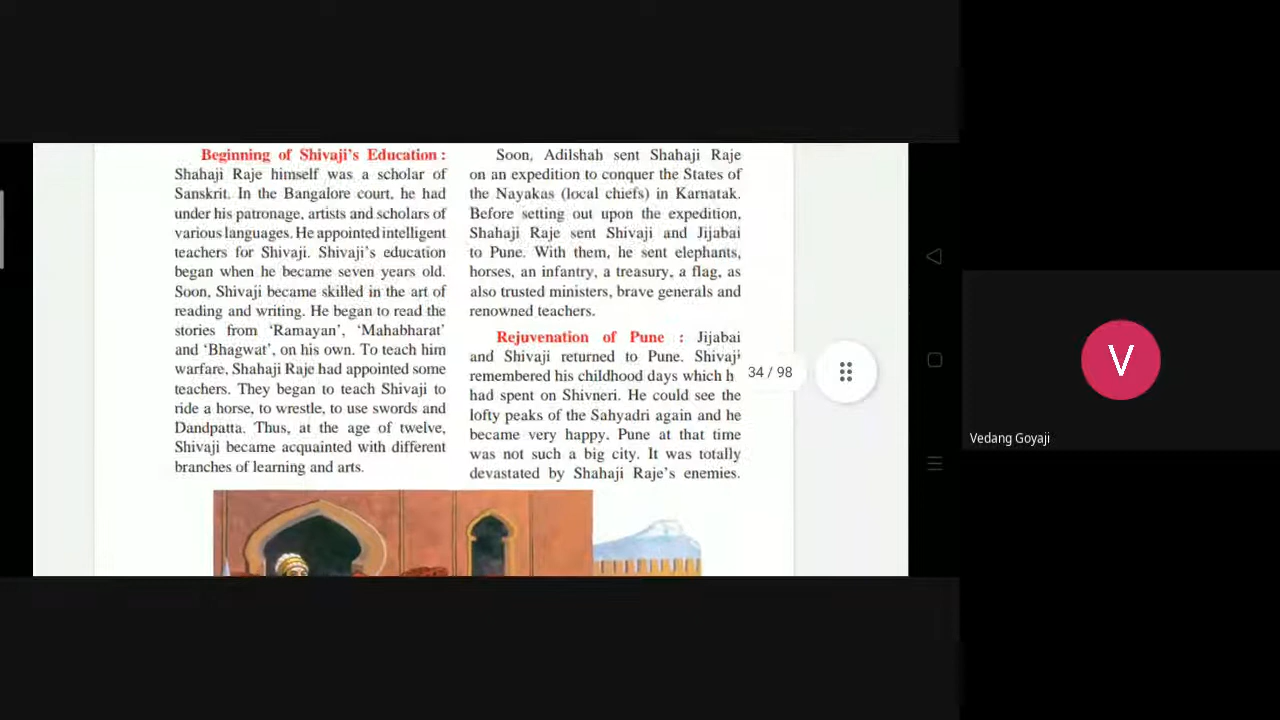 Beginning of Shivaji's Education :
Shahaji Raje himself was a scholar of
Sanskrit. In the Bangalore court, he had
under his patronage, artists and scholars of
various languages. He appointed intelligent
teachers for Shivaji. Shivaji's education
began when he became seven years old.
Soon, Shivaji became skilled in the art of
reading and writing. He began to read the
stories from 'Ramayan', 'Mahabharat'
and 'Bhagwat', on his own. To teach him
warfare, Shahaji Raje had appointed some
teachers. They began to teach Shivaji to
ride a horse, to wrestle, to use swords and
Dandpatta. Thus, at the age of twelve,
Shivaji became acquainted with different
branches of learning and arts.
Soon, Adilshah sent Shahaji Raje
on an expedition to conquer the States of
the Nayakas (local chiefs) in Karnatak.
Before setting out upon the expedition,
Shahaji Raje sent Shivaji and Jijabai
to Pune. With them, he sent elephants,
horses, an infantry, a treasury, a flag, as
also trusted ministers, brave generals and
renowned teachers.
Rejuvenation of Pune : Jijabai
and Shivaji returned to Pune. Shivaji
remembered his childhood days which h
had spent on Shivneri. He could see the
lofty peaks of the Sahyadri again and he
became very happy. Pune at that time
was not such a big city. It was totally
devastated by Shahaji Raje's enemies.
34 / 98
V
Vedang Goyaji